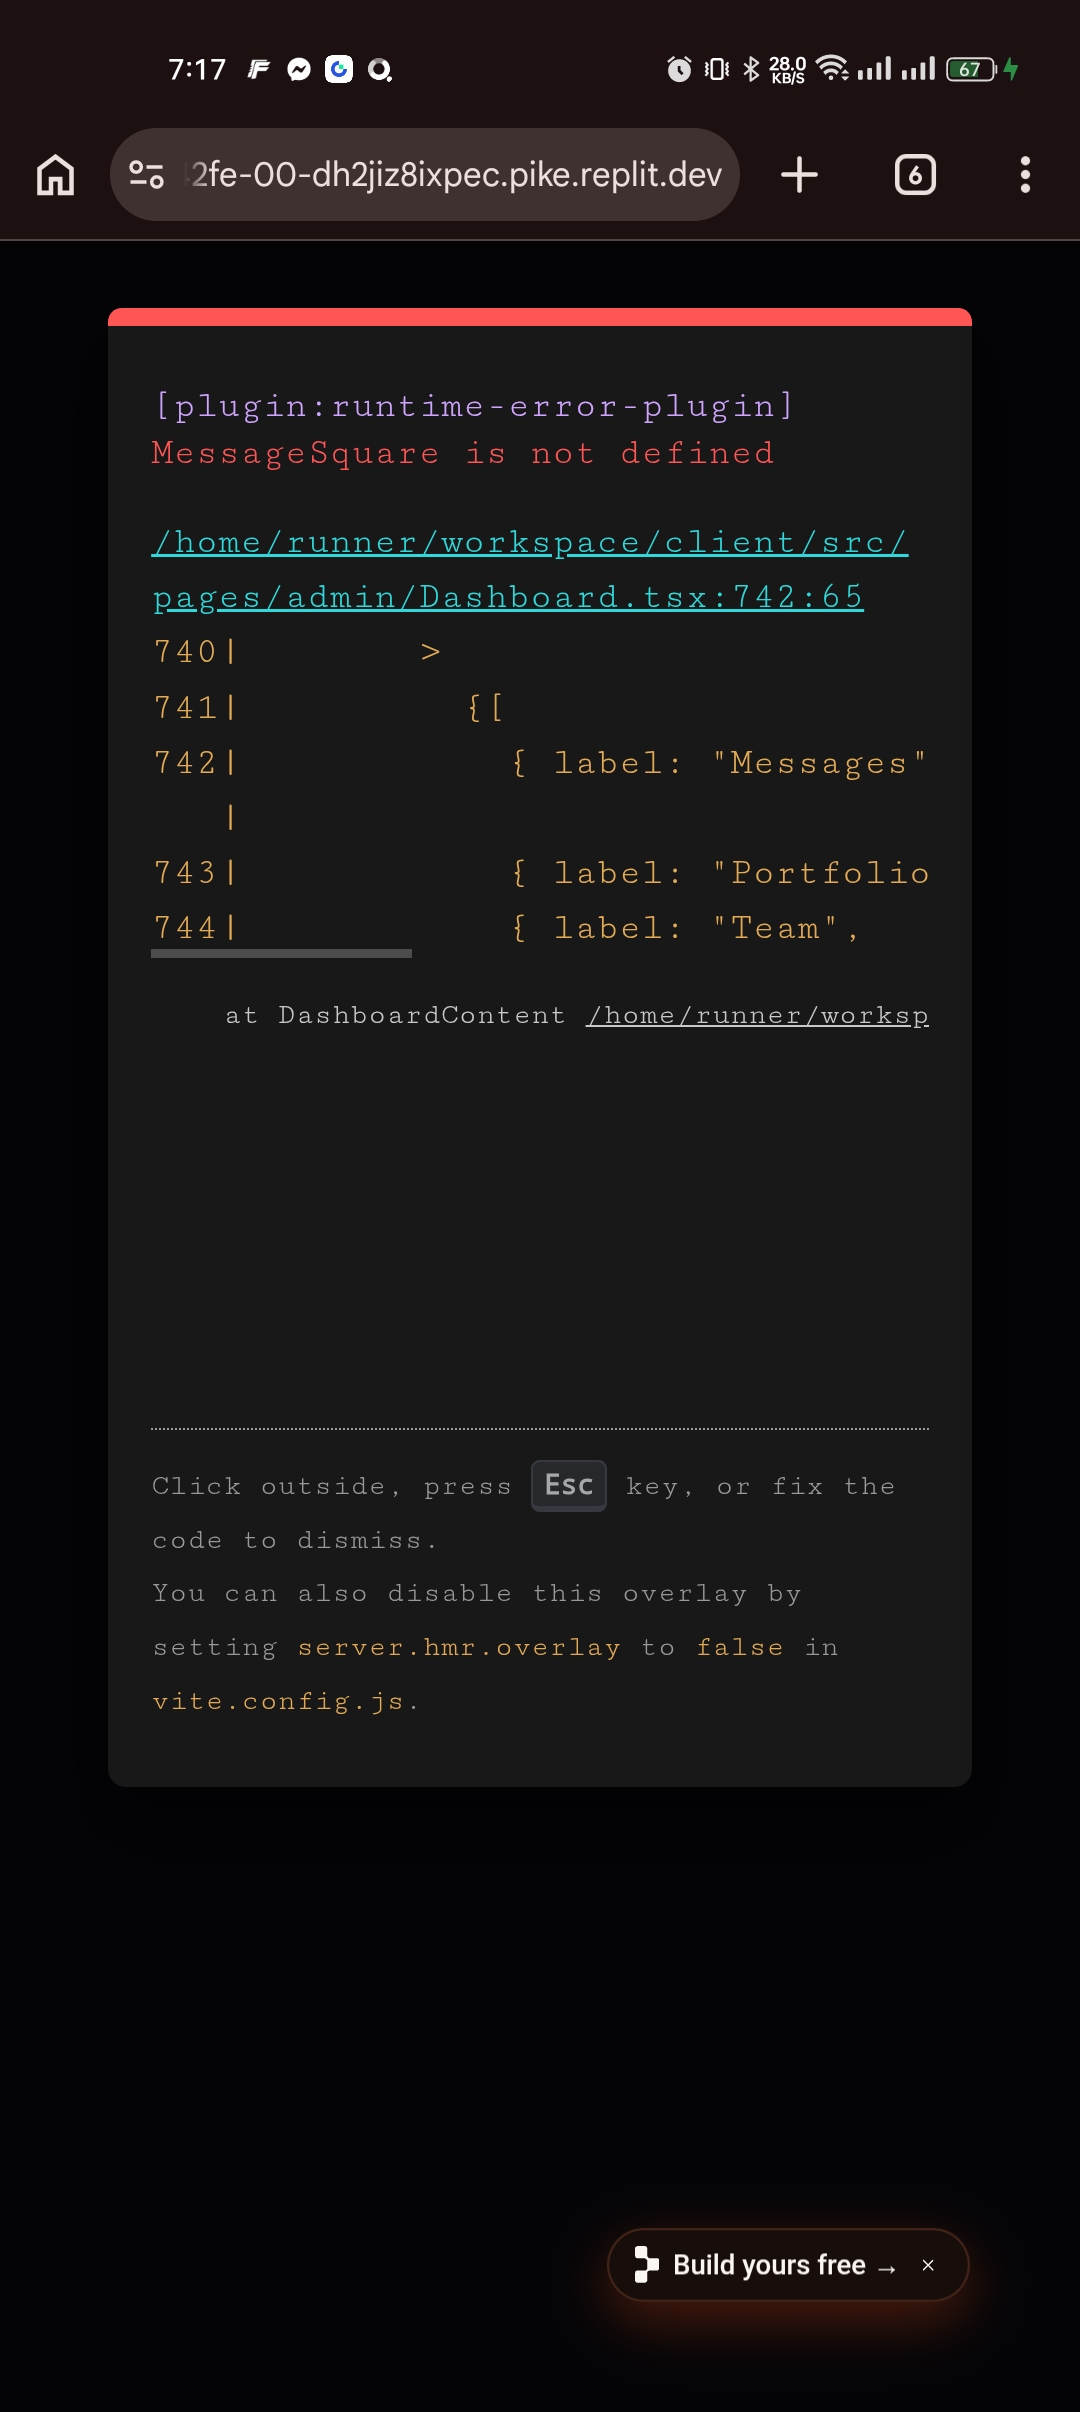 7:17
28.0
KB/S
67
2fe-00-dh2jiz8ixpec.pike.replit.dev
6
[plugin:runtime-error-plugin]
MessageSquare is not defined
/home/runner/workspace/client/src/
pages/admin/Dashboard.tsx:742:65
740|          >
741|            {[
742|              { label: "Messages"
|
743|              { label: "Portfolio
744|              { label: "Team",
at DashboardContent /home/runner/worksp
Click outside, press Esc key, or fix the
code to dismiss.
You can also disable this overlay by
setting server.hmr.overlay to false in
vite.config.js.
Build yours free → ×